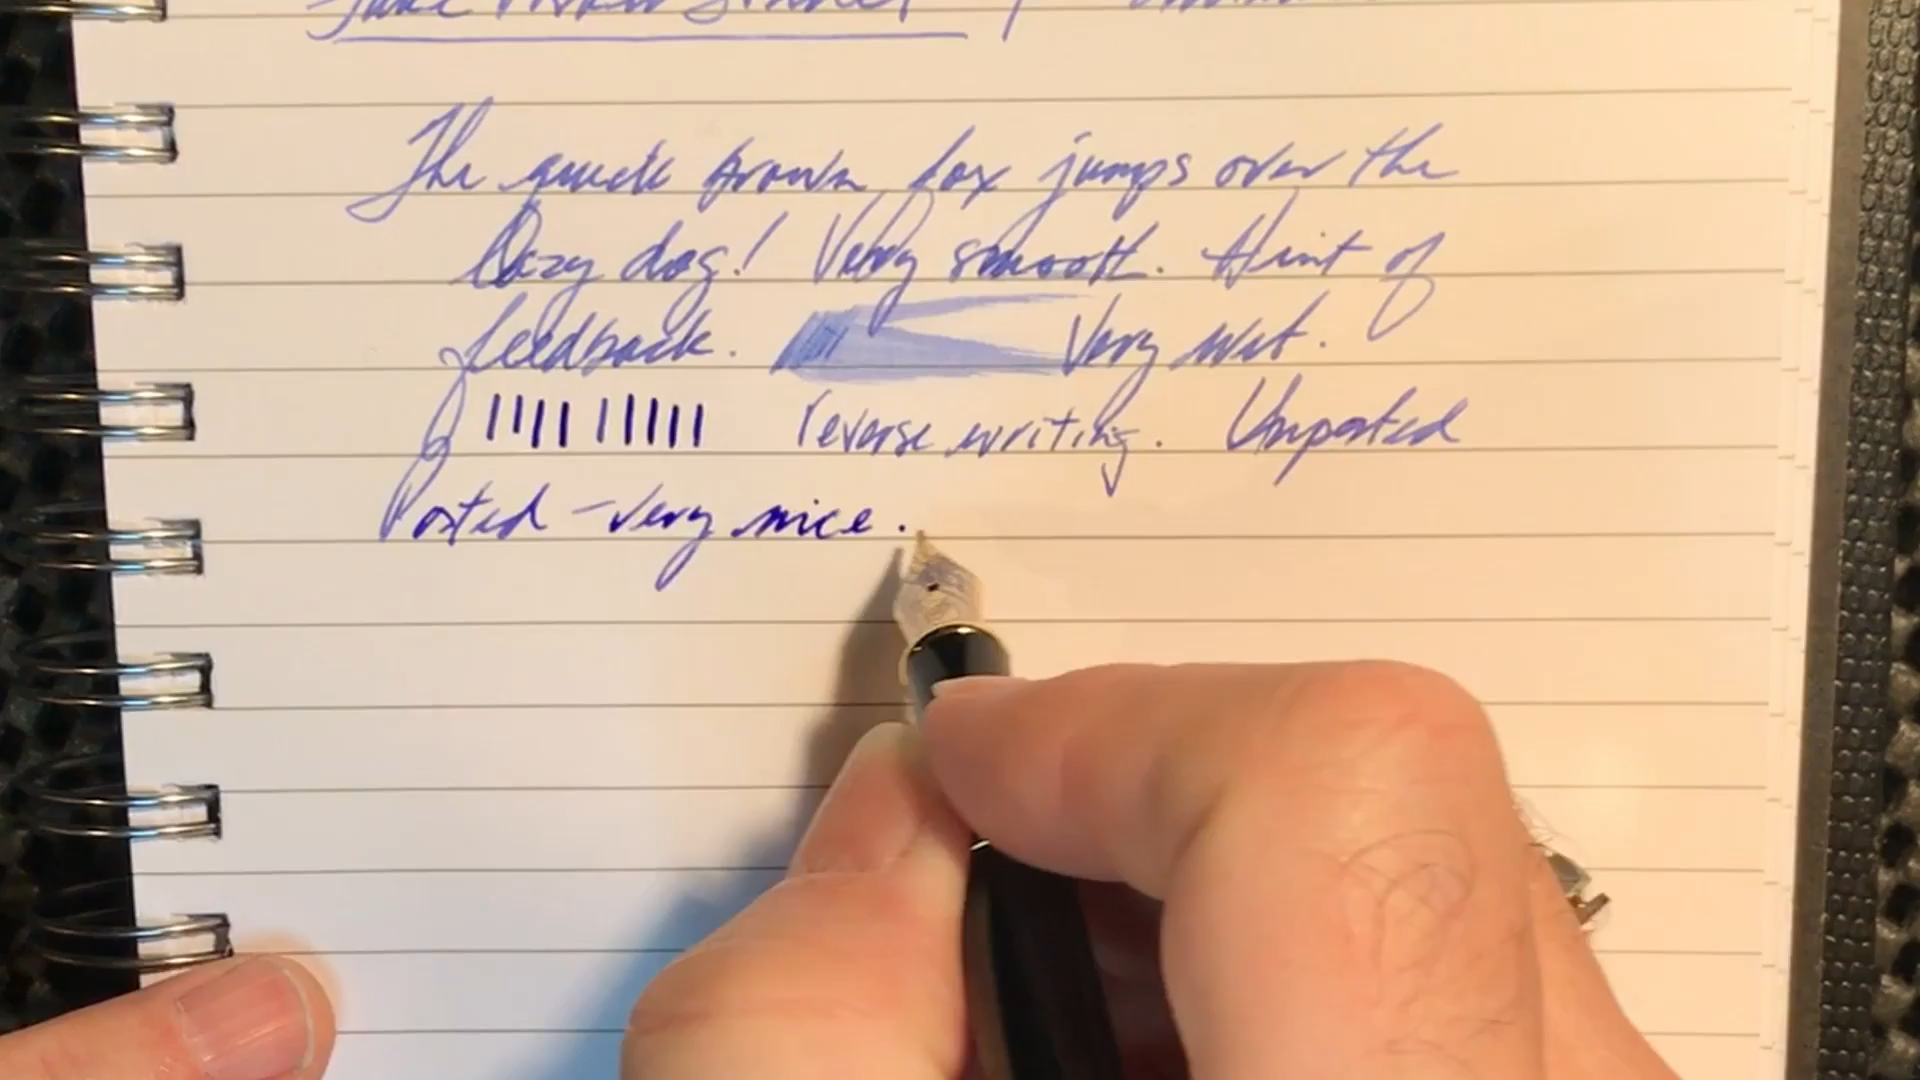 The quick brown fox jumps over the
lazy dog! Very smooth. Hint of
feedback. Very wet.
reverse writing. Unposted
Posted - very nice.